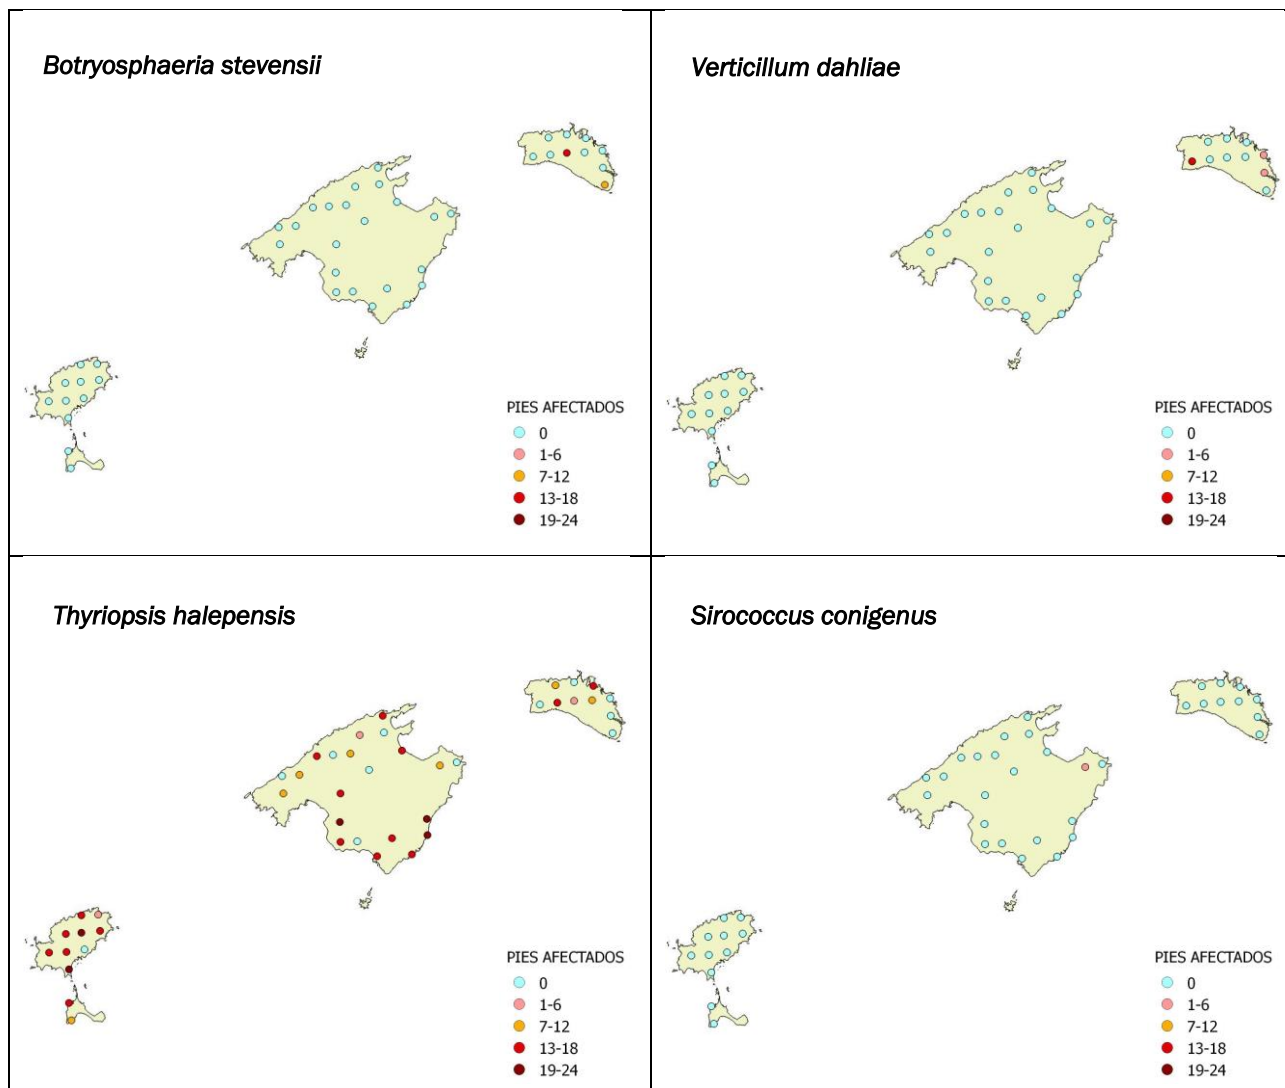 Botryosphaeria stevensii
PIES AFECTADOS
0
1-6
7-12
13-18
19-24
Verticillum dahliae
PIES AFECTADOS
0
1-6
7-12
13-18
19-24
Thyriopsis halepensis
PIES AFECTADOS
0
1-6
7-12
13-18
19-24
Sirococcus conigenus
PIES AFECTADOS
0
1-6
7-12
13-18
19-24